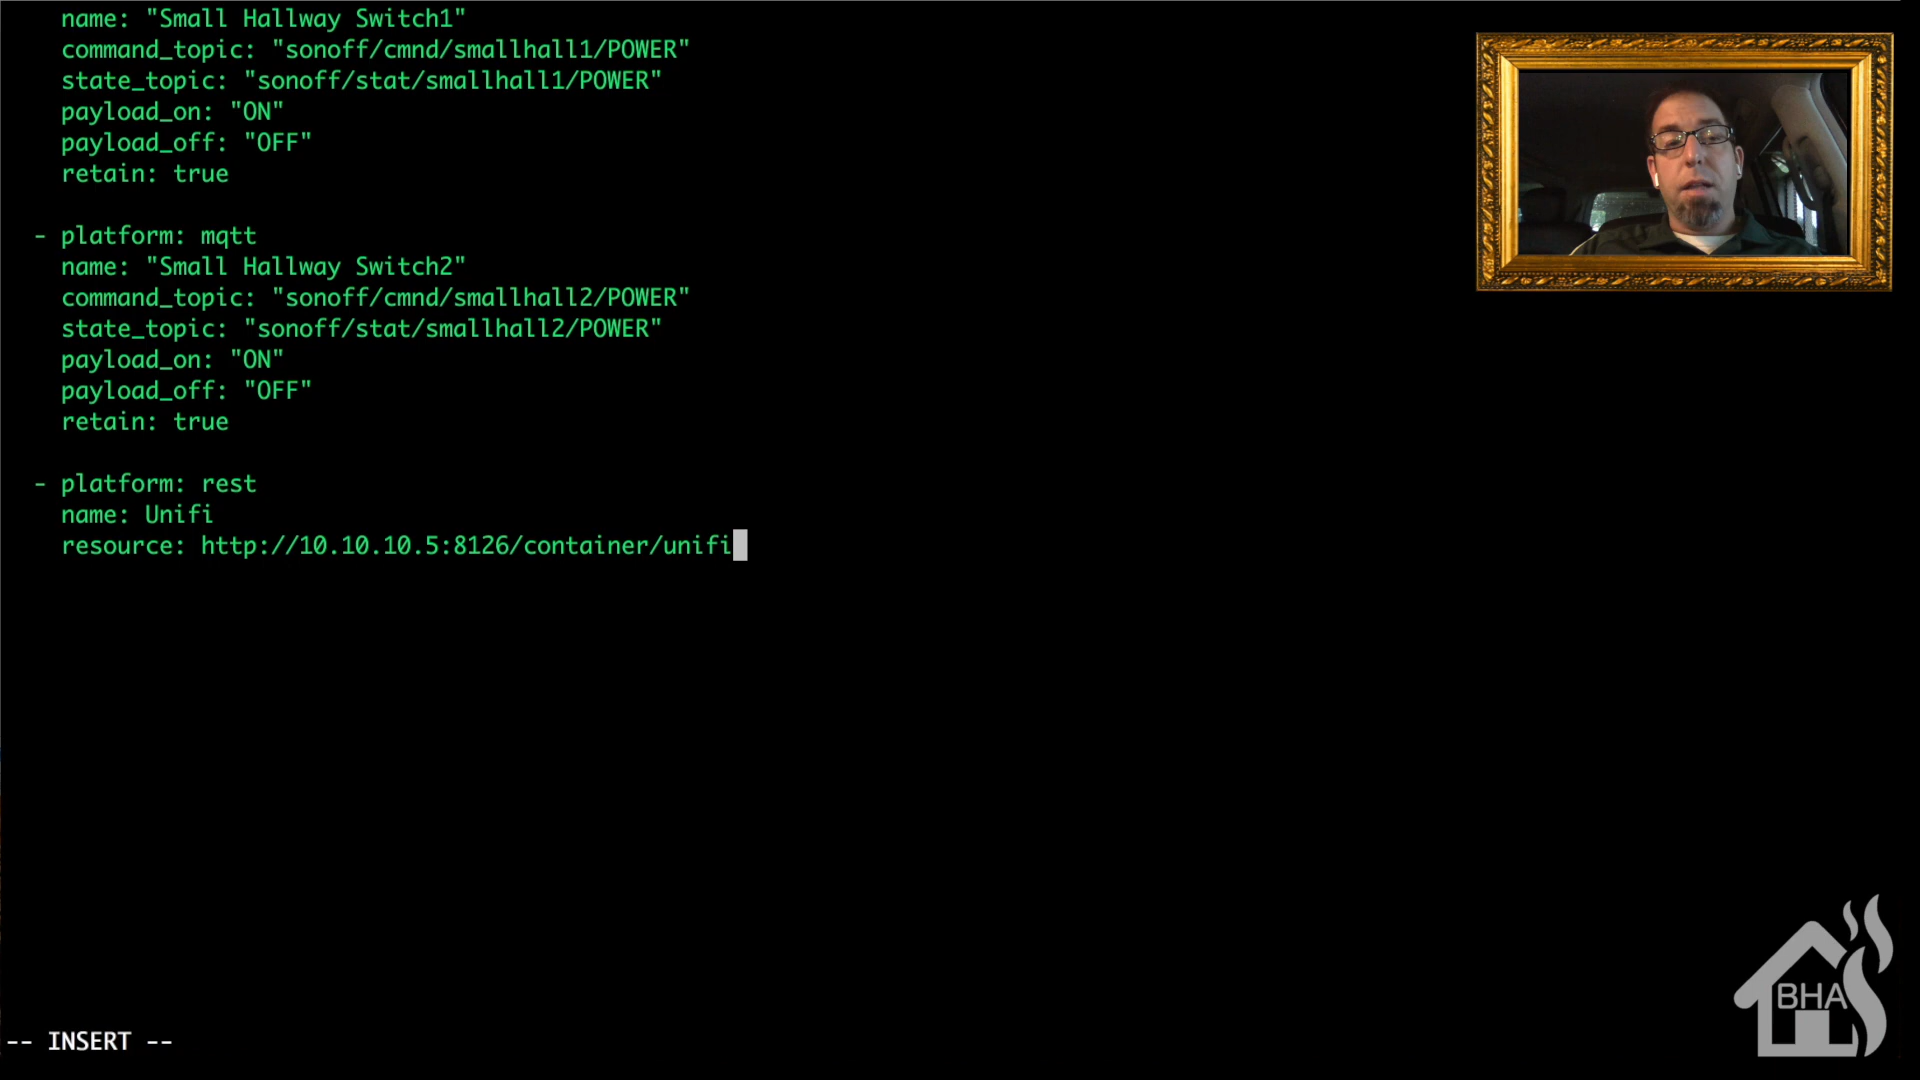 name: "Small Hallway Switch1"
command_topic: "sonoff/cmnd/smallhall1/POWER"
state_topic: "sonoff/stat/smallhall1/POWER"
payload_on: "ON"
payload_off: "OFF"
retain: true
- platform: mqtt
name: "Small Hallway Switch2"
command_topic: "sonoff/cmnd/smallhall2/POWER"
state_topic: "sonoff/stat/smallhall2/POWER"
payload_on: "ON"
payload_off: "OFF"
retain: true
- platform: rest
name: Unifi
resource: http://10.10.10.5:8126/container/unifi
BHA
-- INSERT --